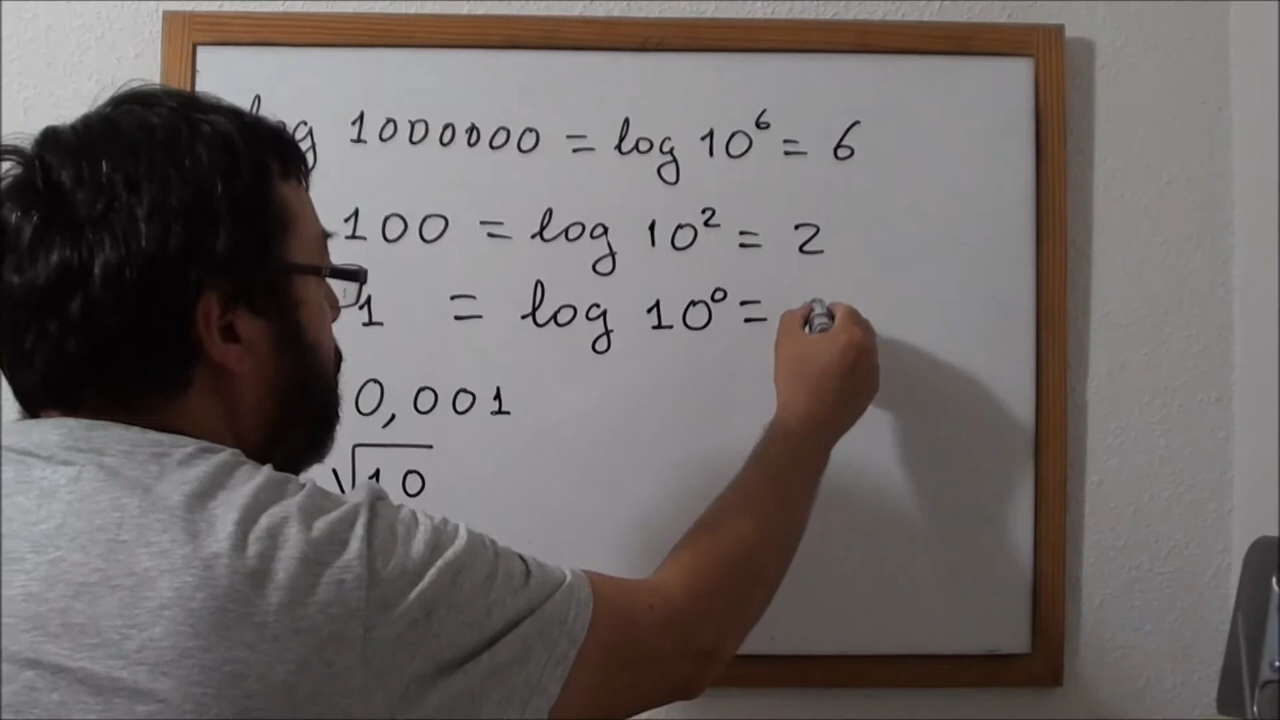 log 1000000 = log 10⁶ = 6
100 = log 10² = 2
1 = log 10⁰ =
0,001
√10